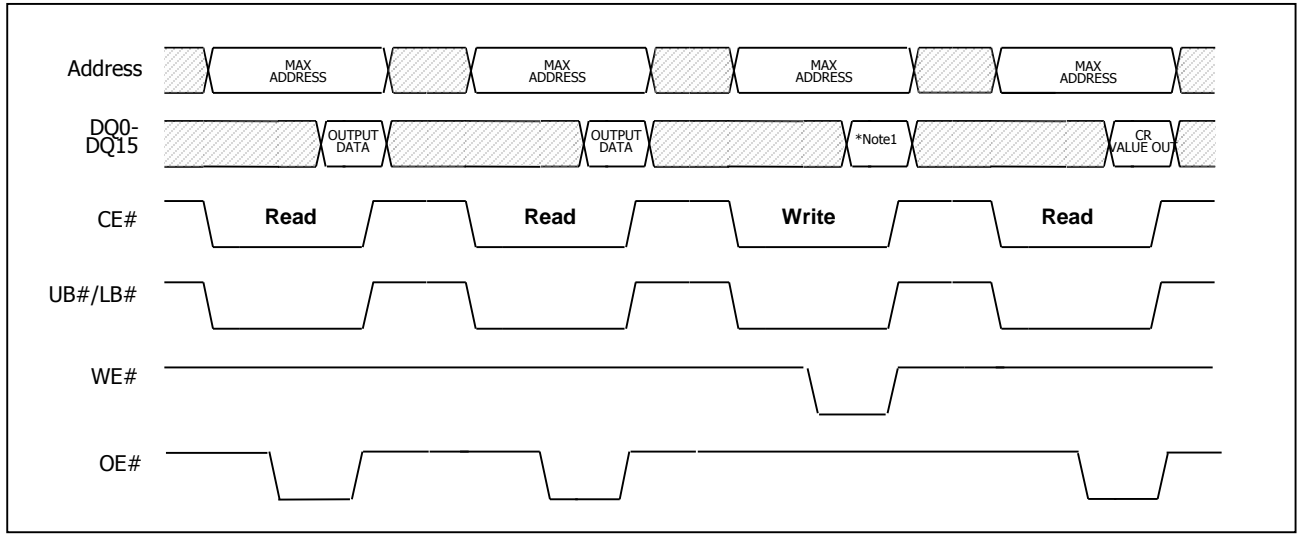 Address
MAX
ADDRESS
MAX
ADDRESS
MAX
ADDRESS
MAX
ADDRESS
DQ0-
DQ15
OUTPUT
DATA
OUTPUT
DATA
*Note1
CR
VALUE OUT
CE#
Read
Read
Write
Read
UB#/LB#
WE#
OE#